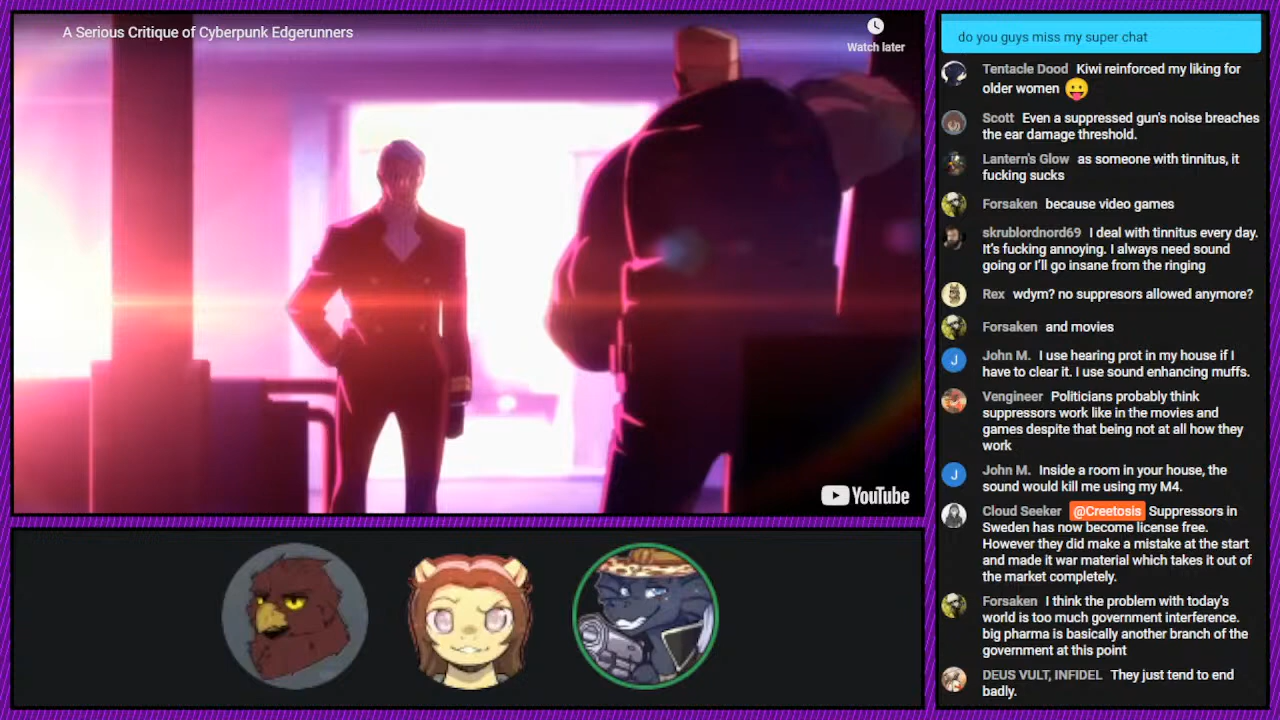 A Serious Critique of Cyberpunk Edgerunners
Watch later
YouTube
do you guys miss my super chat
Tentacle Dood Kiwi reinforced my liking for
older women
Scott Even a suppressed gun's noise breaches
the ear damage threshold.
Lantern's Glow as someone with tinnitus, it
fucking sucks
Forsaken because video games
skrublordnord69 I deal with tinnitus every day.
It's fucking annoying. I always need sound
going or I'll go insane from the ringing
Rex wdym? no suppresors allowed anymore?
Forsaken and movies
J
John M. I use hearing prot in my house if I
have to clear it. I use sound enhancing muffs.
Vengineer Politicians probably think
suppressors work like in the movies and
games despite that being not at all how they
work
J
John M. Inside a room in your house, the
sound would kill me using my M4.
Cloud Seeker @Creetosis Suppressors in
Sweden has now become license free.
However they did make a mistake at the start
and made it war material which takes it out of
the market completely.
Forsaken I think the problem with today's
world is too much government interference.
big pharma is basically another branch of the
government at this point
DEUS VULT, INFIDEL They just tend to end
badly.